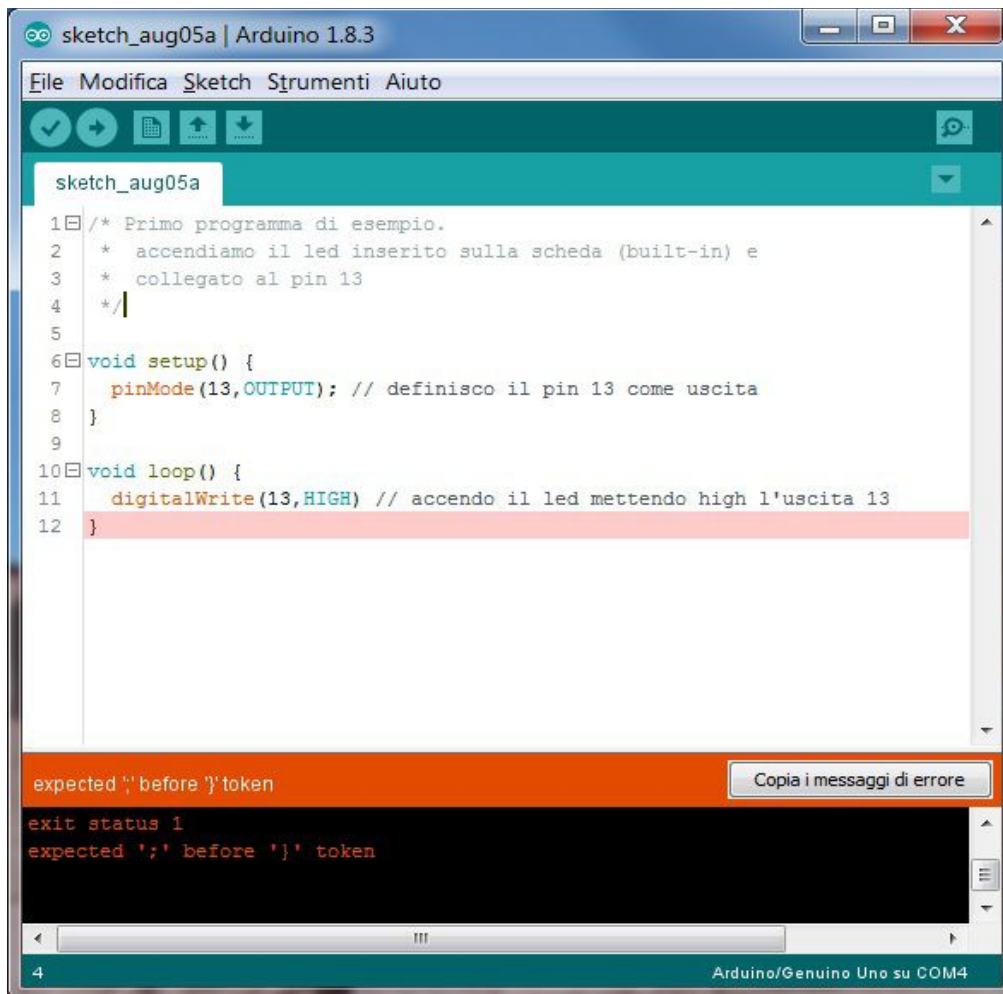 sketch_aug05a | Arduino 1.8.3
File Modifica Sketch Strumenti Aiuto
sketch_aug05a
1 /* Primo programma di esempio.
2  *  accendiamo il led inserito sulla scheda (built-in) e
3  *  collegato al pin 13
4  */
5
6 void setup() {
7   pinMode(13,OUTPUT); // definisco il pin 13 come uscita
8 }
9
10 void loop() {
11   digitalWrite(13,HIGH) // accendo il led mettendo high l'uscita 13
12 }
expected ';' before '}' token
Copia i messaggi di errore
exit status 1
expected ';' before '}' token
4
Arduino/Genuino Uno su COM4